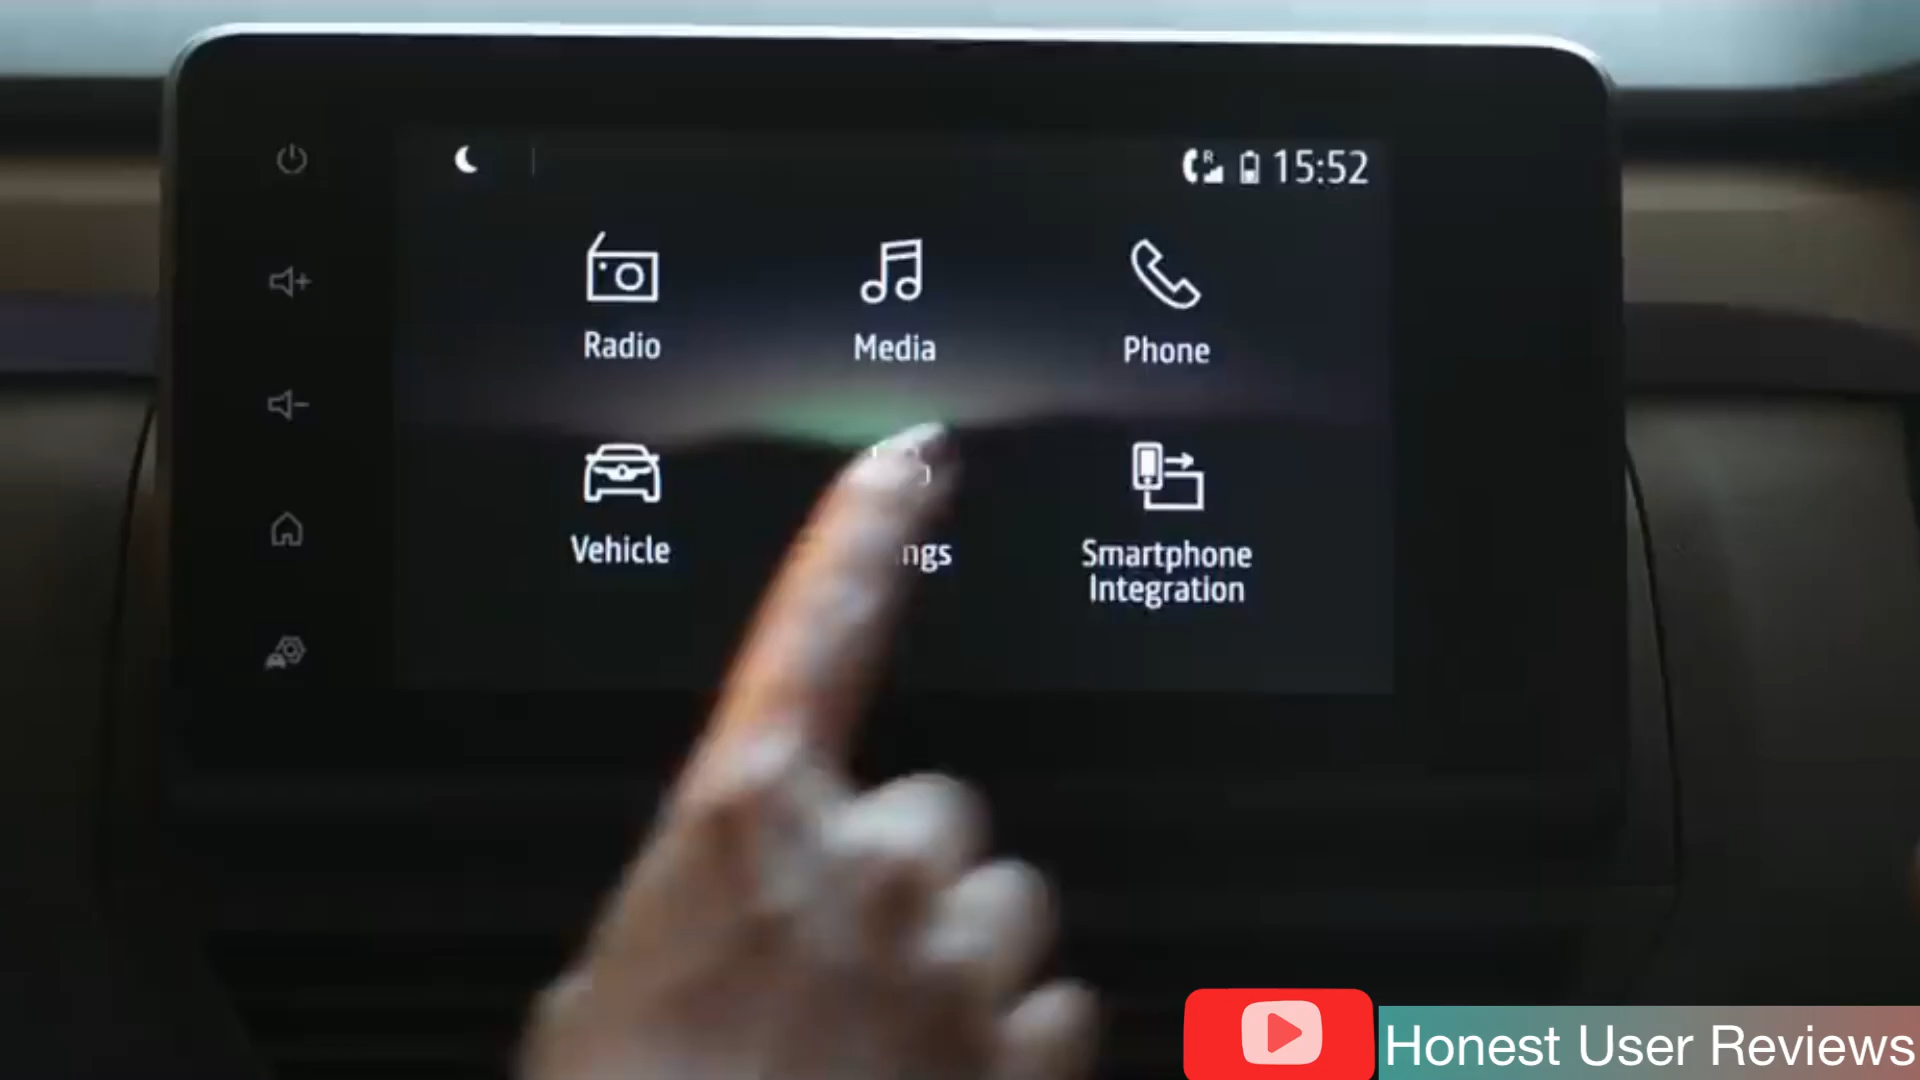 R
15:52
Radio
Media
Phone
Vehicle
ngs
Smartphone
Integration
Honest User Reviews